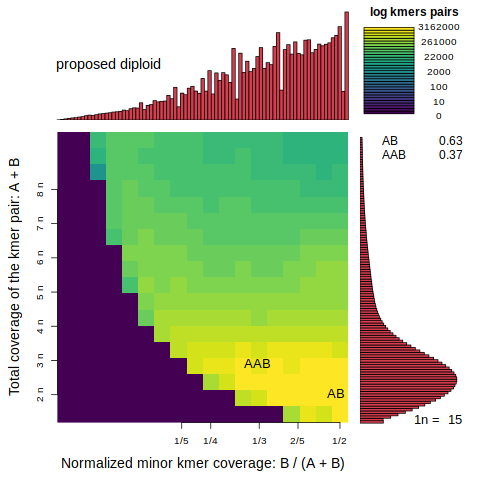 log kmers pairs
3162000
261000
22000
2000
100
10
0
proposed diploid
AB 0.63
AAB 0.37
Total coverage of the kmer pair: A + B
8 n
7 n
6 n
5 n
4 n
3 n
2 n
AAB
AB
1n = 15
1/5 1/4 1/3 2/5 1/2
Normalized minor kmer coverage: B / (A + B)